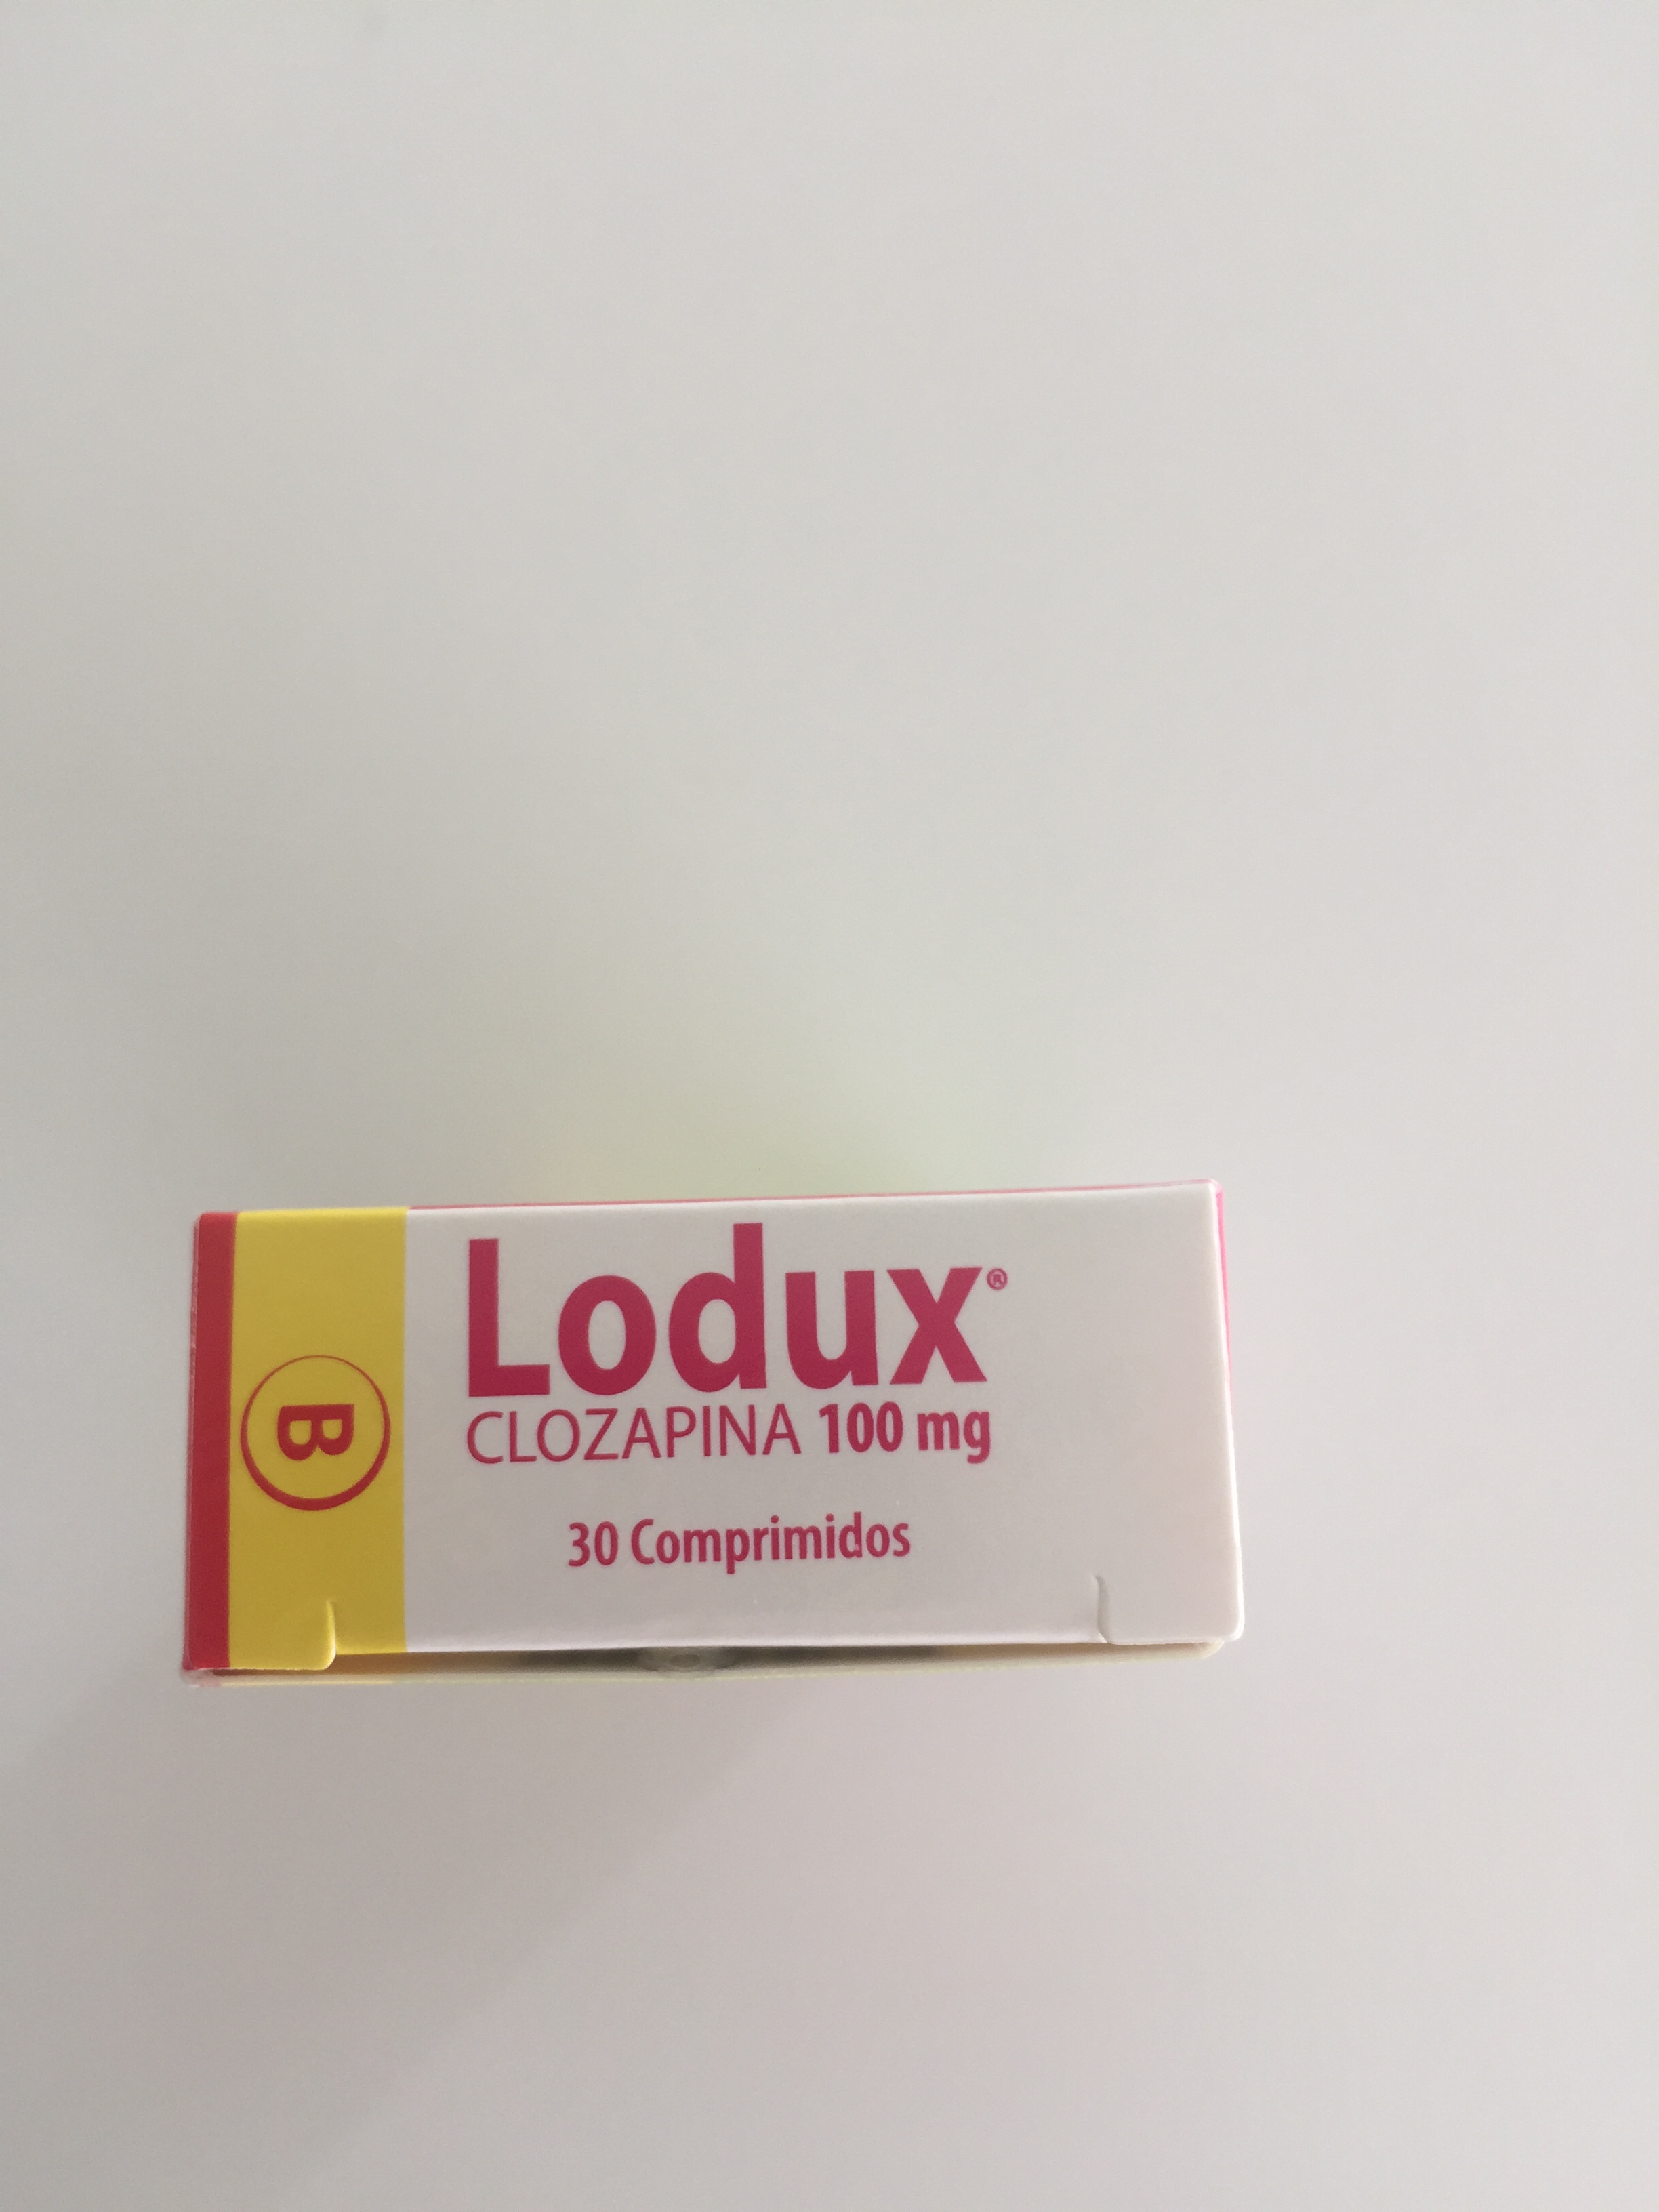 B
Lodux®
CLOZAPINA 100 mg
30 Comprimidos